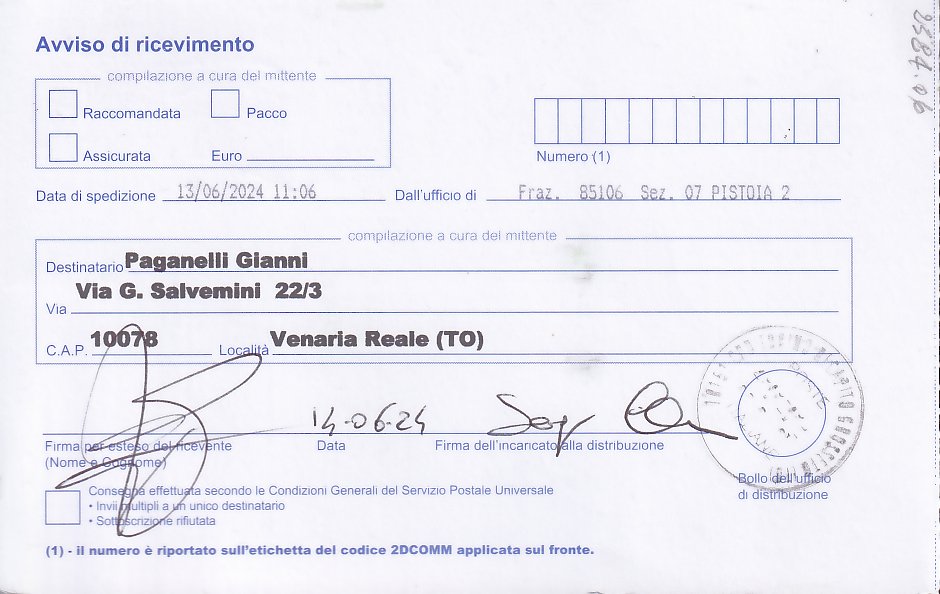 2384.06
Avviso di ricevimento
compilazione a cura del mittente
Raccomandata Pacco
Assicurata Euro
Numero (1)
Data di spedizione 13/06/2024 11:06 Dall'ufficio di Fraz. 85106 Sez. 07 PISTOIA 2
compilazione a cura del mittente
Destinatario Paganelli Gianni
Via G. Salvemini 22/3
Via
C.A.P. 10078 Località Venaria Reale (TO)
14-06-24
Firma per esteso del ricevente Data Firma dell'incaricato alla distribuzione
(Nome e Cognome)
Bollo dell'ufficio
di distribuzione
Consegna effettuata secondo le Condizioni Generali del Servizio Postale Universale
• Invii multipli a un unico destinatario
• Sottoscrizione rifiutata
(1) - il numero è riportato sull'etichetta del codice 2DCOMM applicata sul fronte.